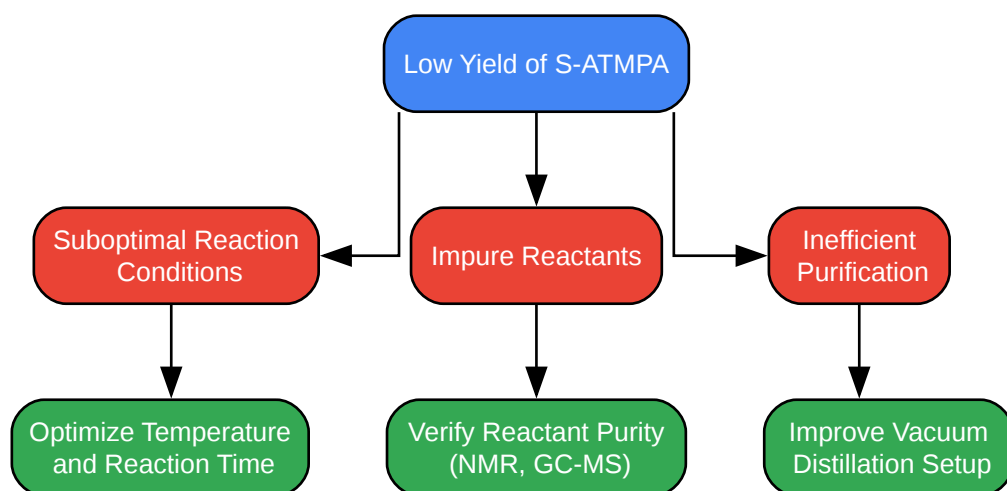 Low Yield of S-ATMPA
Suboptimal Reaction
Conditions
Impure Reactants
Inefficient
Purification
Optimize Temperature
and Reaction Time
Verify Reactant Purity
(NMR, GC-MS)
Improve Vacuum
Distillation Setup